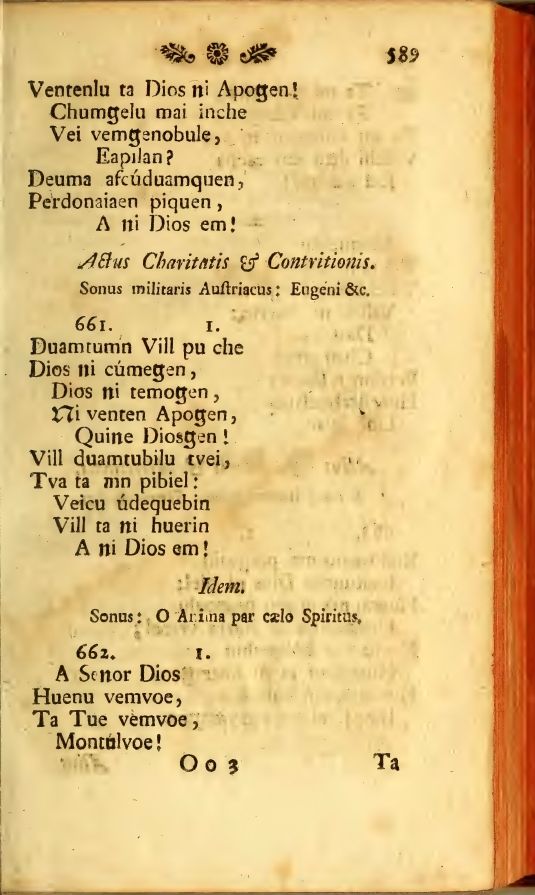 589
Ventenlu ta Dios ni Apogen!
Chumgelu mai inche
Vei vemgenobule,
Eapilan?
Deuma afcúduamquen,
Perdonaiaen piquen,
A ni Dios em!
Actus Charitatis & Contritionis.
Sonus militaris Auſtriacus: Eugeni &c.
661. 1.
Duamtumn Vill pu che
Dios ni cúmegen,
Dios ni temogen,
Ni venten Apogen,
Quine Diosgen!
Vill duamtubilu tvei,
Tva ta mn pibiel:
Veicu údequebin
Vill ta ni huerin
A ni Dios em!
Idem.
Sonus: O Anima par cælo Spiritus.
662. 1.
A Senor Dios
Huenu vemvoe,
Ta Tue vèmvoe,
Montulvoe!
Oo 3 Ta